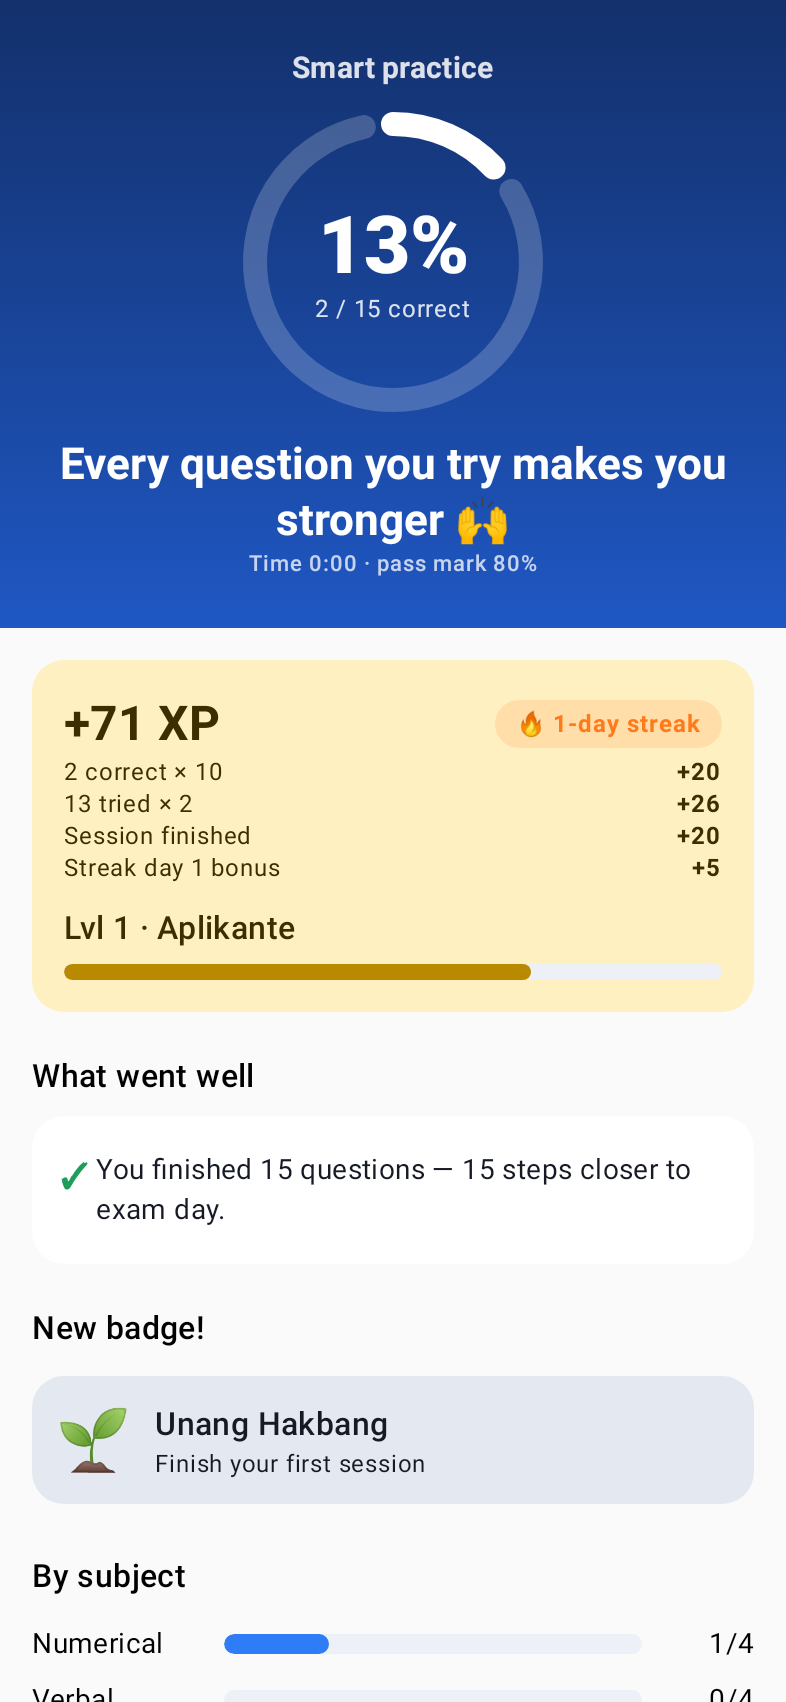 Smart practice
13%
2 / 15 correct
Every question you try makes you
stronger 🙌
Time 0:00 · pass mark 80%
+71 XP
🔥 1-day streak
2 correct × 10
+20
13 tried × 2
+26
Session finished
+20
Streak day 1 bonus
+5
Lvl 1 · Aplikante
What went well
✓ You finished 15 questions — 15 steps closer to
exam day.
New badge!
Unang Hakbang
Finish your first session
By subject
Numerical
1/4
Verbal
0/4